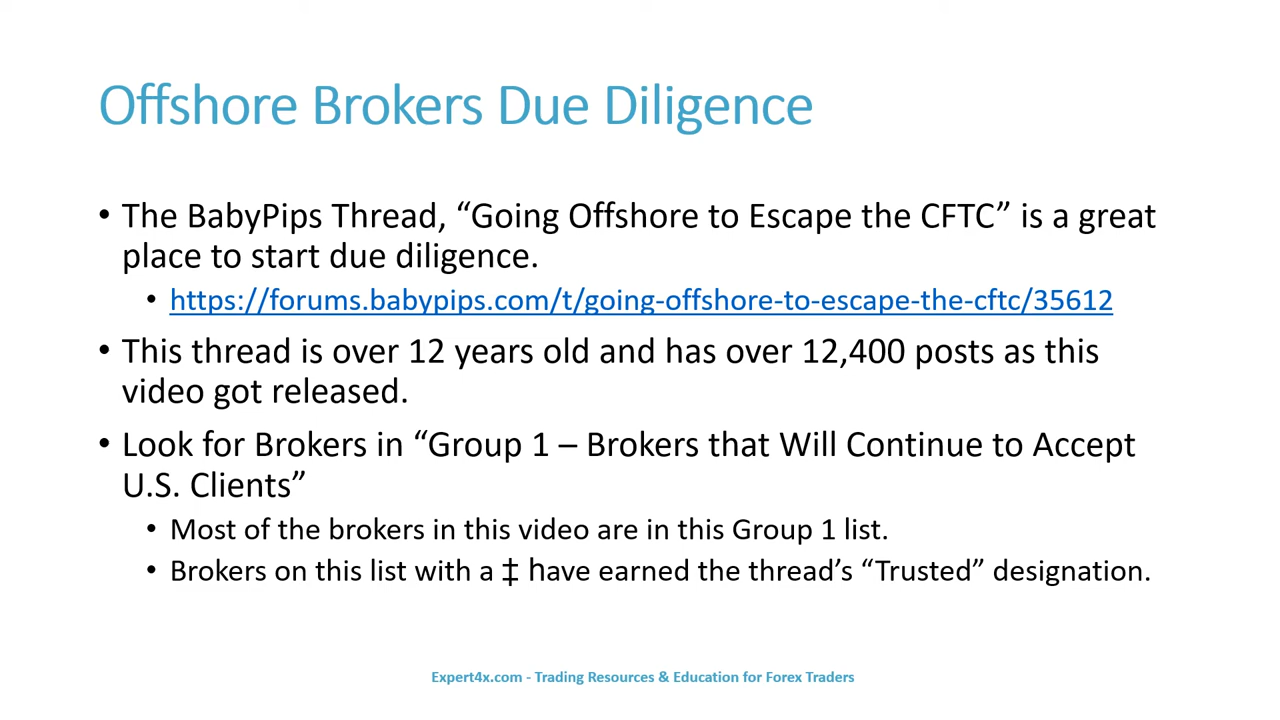 Offshore Brokers Due Diligence
• The BabyPips Thread, “Going Offshore to Escape the CFTC” is a great
place to start due diligence.
• https://forums.babypips.com/t/going-offshore-to-escape-the-cftc/35612
• This thread is over 12 years old and has over 12,400 posts as this
video got released.
• Look for Brokers in “Group 1 – Brokers that Will Continue to Accept
U.S. Clients”
• Most of the brokers in this video are in this Group 1 list.
• Brokers on this list with a ‡ have earned the thread’s “Trusted” designation.
Expert4x.com - Trading Resources & Education for Forex Traders